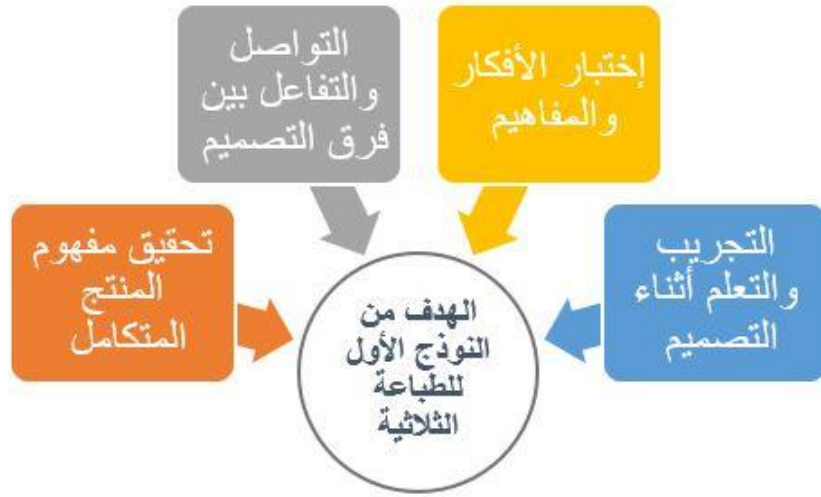 التجريب
والتعلم أثناء
التصميم
إختبار الأفكار
والمفاهيم
التواصل
والتفاعل بين
فرق التصميم
تحقيق مفهوم
المنتج
المتكامل
الهدف من
النوذج الأول
للطباعة
الثلاثية